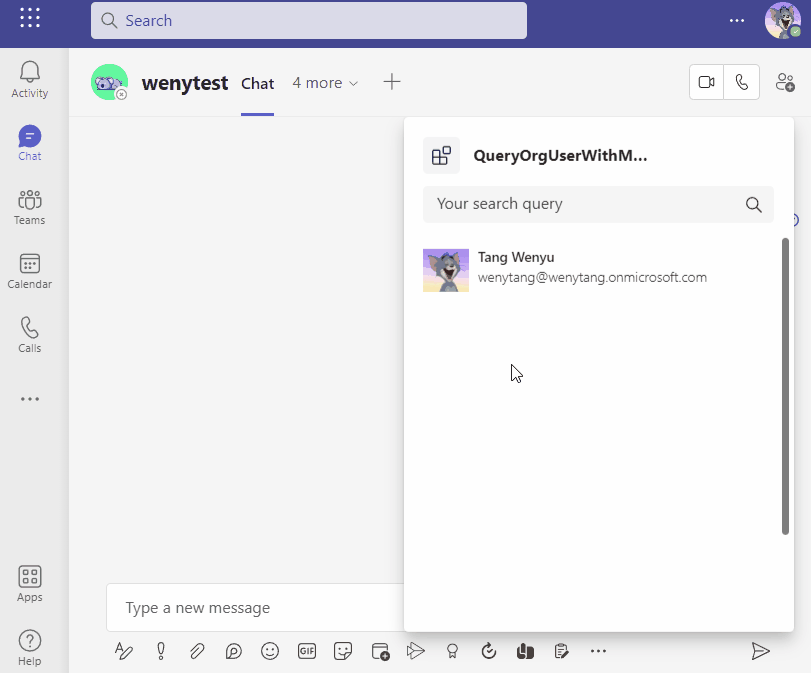 Search
Activity
Chat
Teams
Calendar
Calls
Apps
Help
wenytest Chat 4 more
QueryOrgUserWithM...
Your search query
Tang Wenyu
wenytang@wenytang.onmicrosoft.com
Type a new message
GIF